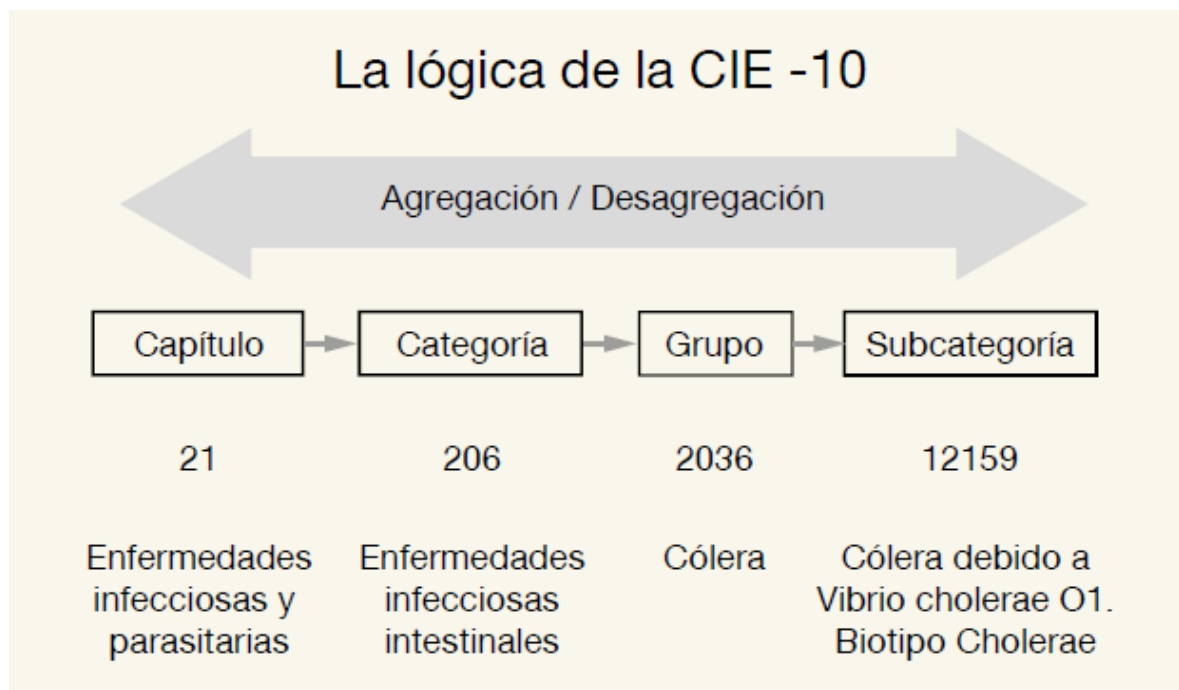 La lógica de la CIE -10
Agregación / Desagregación
Capítulo
Categoría
Grupo
Subcategoría
21
206
2036
12159
Enfermedades
infecciosas y
parasitarias
Enfermedades
infecciosas
intestinales
Cólera
Cólera debido a
Vibrio cholerae O1.
Biotipo Cholerae